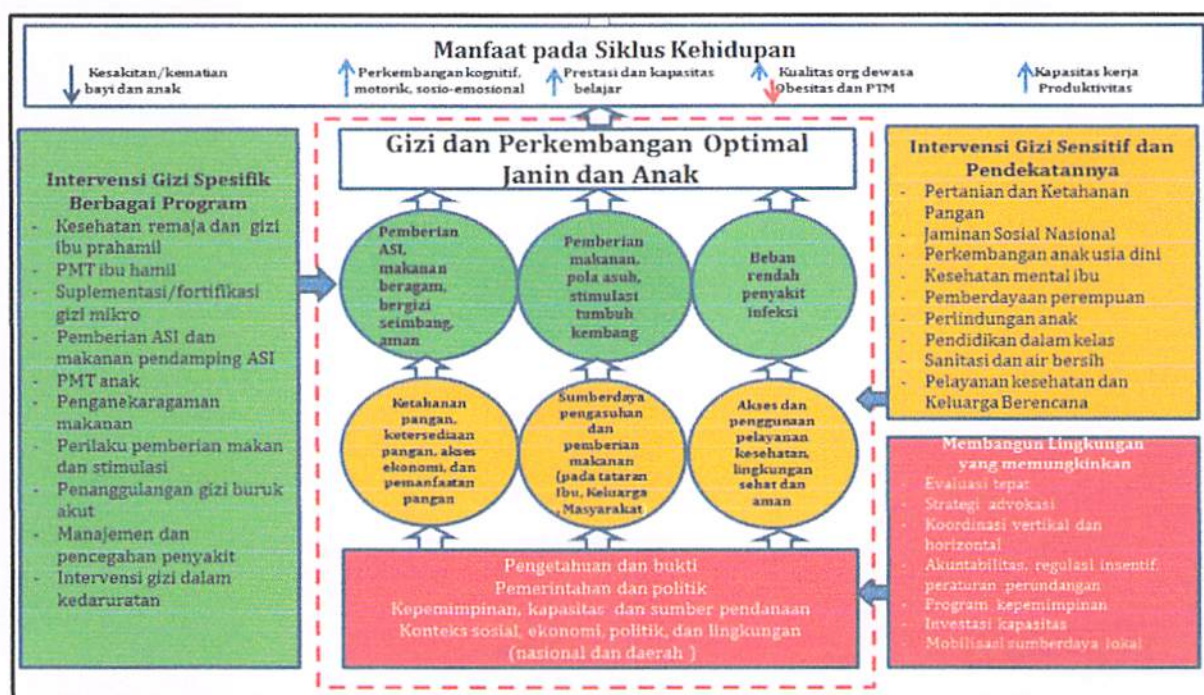 Manfaat pada Siklus Kehidupan
Kesakitan/kematian
bayi dan anak
Perkembangan kognitif,
motorik, sosio-emosional
Prestasi dan kapasitas
belajar
Kualitas org dewasa
Obesitas dan PTM
Kapasitas kerja
Produktivitas
Intervensi Gizi Spesifik
Berbagai Program
- Kesehatan remaja dan gizi
ibu prahamil
- PMT ibu hamil
- Suplementasi/fortifikasi
gizi mikro
- Pemberian ASI dan
makanan pendamping ASI
- PMT anak
- Penganekaragaman
makanan
- Perilaku pemberian makan
dan stimulasi
- Penanggulangan gizi buruk
akut
- Manajemen dan
pencegahan penyakit
- Intervensi gizi dalam
kedaruratan
Gizi dan Perkembangan Optimal
Janin dan Anak
Pemberian
ASI,
makanan
beragam,
bergizi
seimbang,
aman
Pemberian
makanan,
pola asuh,
stimulasi
tumbuh
kembang
Beban
rendah
penyakit
infeksi
Ketahanan
pangan,
ketersediaan
pangan, akses
ekonomi, dan
pemanfaatan
pangan
Sumberdaya
pengasuhan
dan
pemberian
makanan
(pada tataran
Ibu, Keluarga
, Masyarakat
Akses dan
penggunaan
pelayanan
kesehatan,
lingkungan
sehat dan
aman
Pengetahuan dan bukti
Pemerintahan dan politik
Kepemimpinan, kapasitas dan sumber pendanaan
Konteks sosial, ekonomi, politik, dan lingkungan
(nasional dan daerah )
Intervensi Gizi Sensitif dan
Pendekatannya
- Pertanian dan Ketahanan
Pangan
- Jaminan Sosial Nasional
- Perkembangan anak usia dini
- Kesehatan mental ibu
- Pemberdayaan perempuan
- Perlindungan anak
- Pendidikan dalam kelas
- Sanitasi dan air bersih
- Pelayanan kesehatan dan
Keluarga Berencana
Membangun Lingkungan
yang memungkinkan
- Evaluasi tepat
- Strategi advokasi
- Koordinasi vertikal dan
horizontal
- Akuntabilitas, regulasi insentif,
peraturan perundangan
- Program kepemimpinan
- Investasi kapasitas
- Mobilisasi sumberdaya lokal